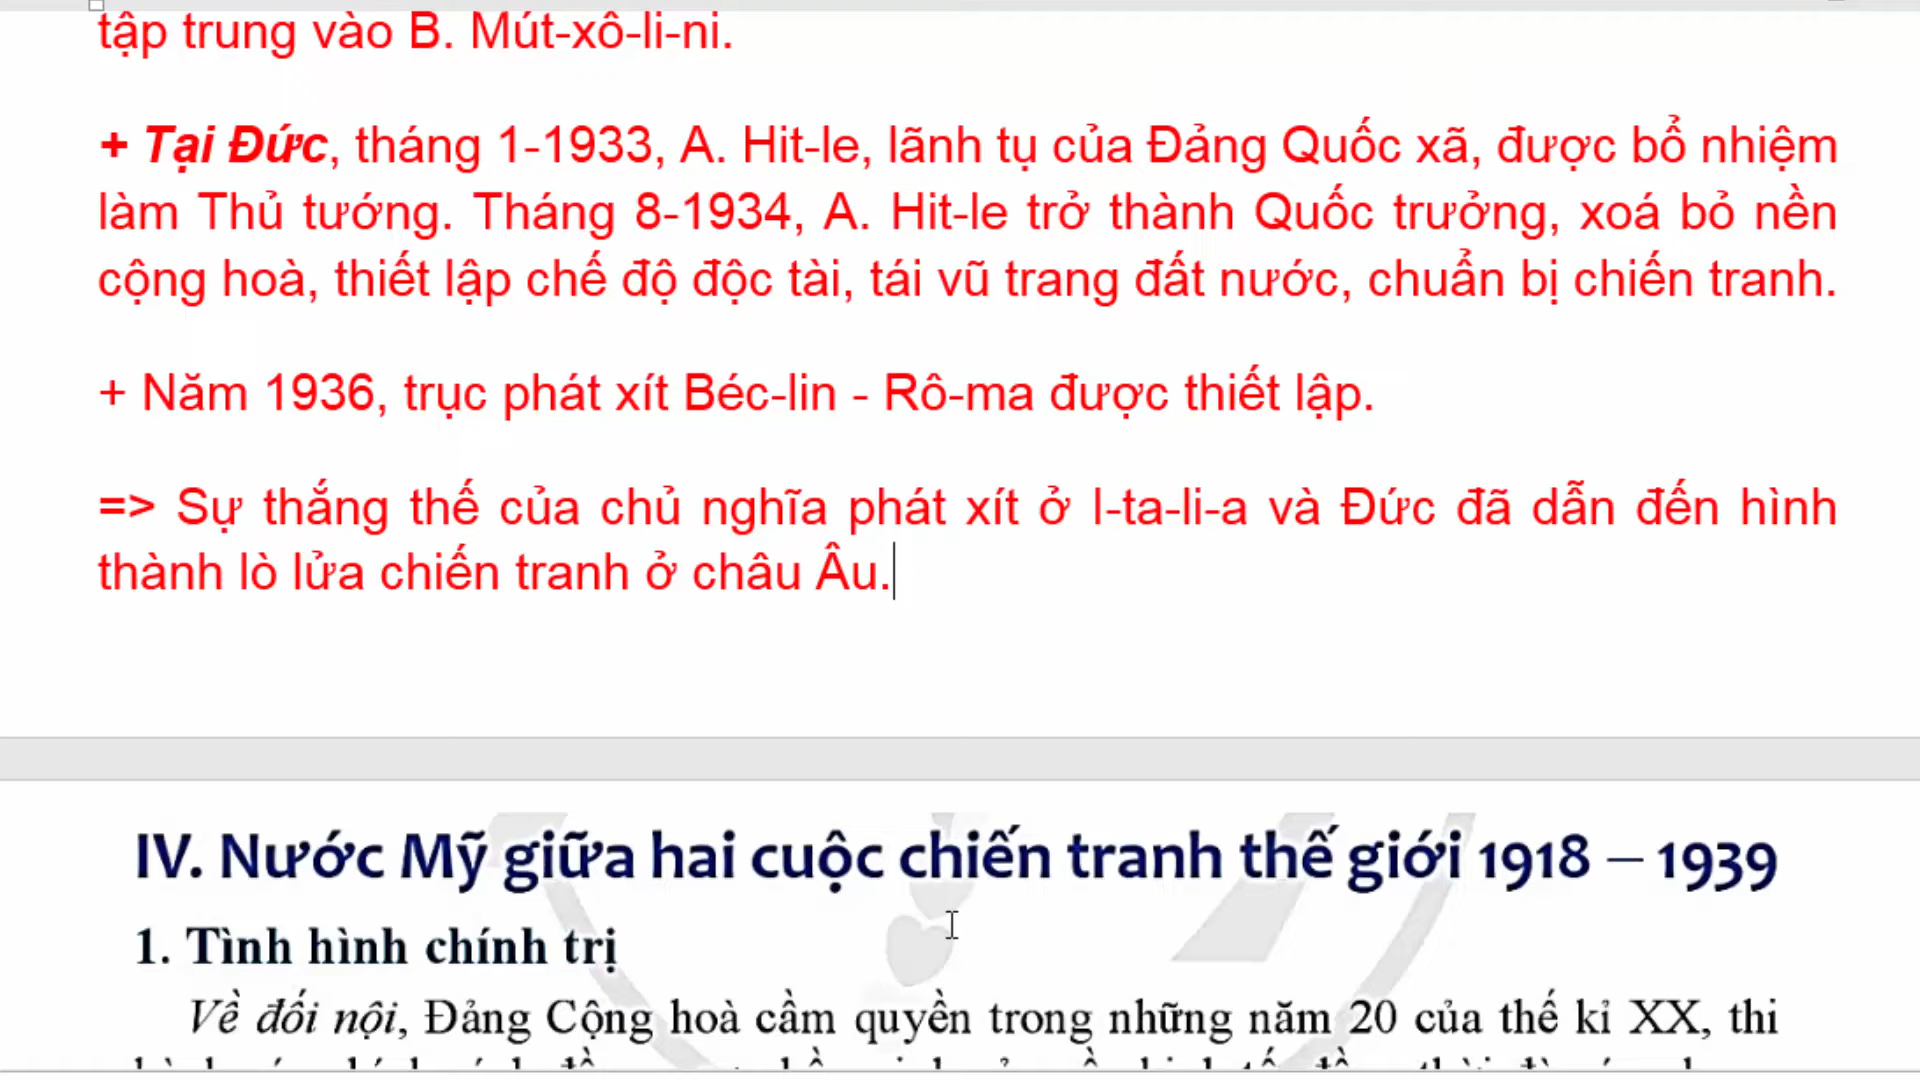 tập trung vào B. Mút-xô-li-ni.
+ Tại Đức, tháng 1-1933, A. Hit-le, lãnh tụ của Đảng Quốc xã, được bổ nhiệm
làm Thủ tướng. Tháng 8-1934, A. Hit-le trở thành Quốc trưởng, xoá bỏ nền
cộng hoà, thiết lập chế độ độc tài, tái vũ trang đất nước, chuẩn bị chiến tranh.
+ Năm 1936, trục phát xít Béc-lin - Rô-ma được thiết lập.
=> Sự thắng thế của chủ nghĩa phát xít ở I-ta-li-a và Đức đã dẫn đến hình
thành lò lửa chiến tranh ở châu Âu.
IV. Nước Mỹ giữa hai cuộc chiến tranh thế giới 1918 – 1939
1. Tình hình chính trị
Về đối nội, Đảng Cộng hoà cầm quyền trong những năm 20 của thế kỉ XX, thi